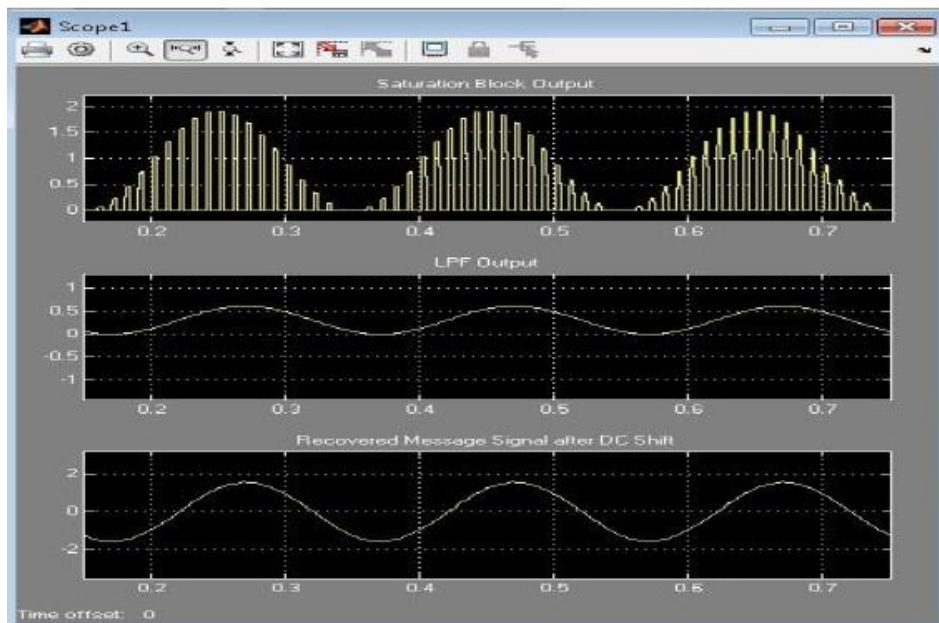 Scope1
Saturation Block Output
2
1.5
1
0.5
0
0.2 0.3 0.4 0.5 0.6 0.7
LPF Output
1
0.5
0
-0.5
-1
0.2 0.3 0.4 0.5 0.6 0.7
Recovered Message Signal after DC Shift
2
0
-2
0.2 0.3 0.4 0.5 0.6 0.7
Time offset: 0